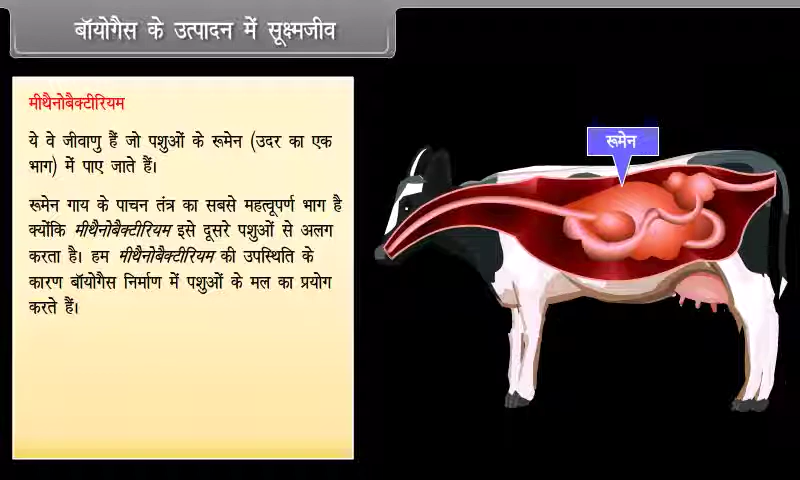 बॉयोगैस के उत्पादन में सूक्ष्मजीव
मीथैनोबैक्टीरियम
ये वे जीवाणु हैं जो पशुओं के रूमेन (उदर का एक
भाग) में पाए जाते हैं।
रूमेन गाय के पाचन तंत्र का सबसे महत्वूपर्ण भाग है
क्योंकि मीथैनोबैक्टीरियम इसे दूसरे पशुओं से अलग
करता है। हम मीथैनोबैक्टीरियम की उपस्थिति के
कारण बॉयोगैस निर्माण में पशुओं के मल का प्रयोग
करते हैं।
रूमेन